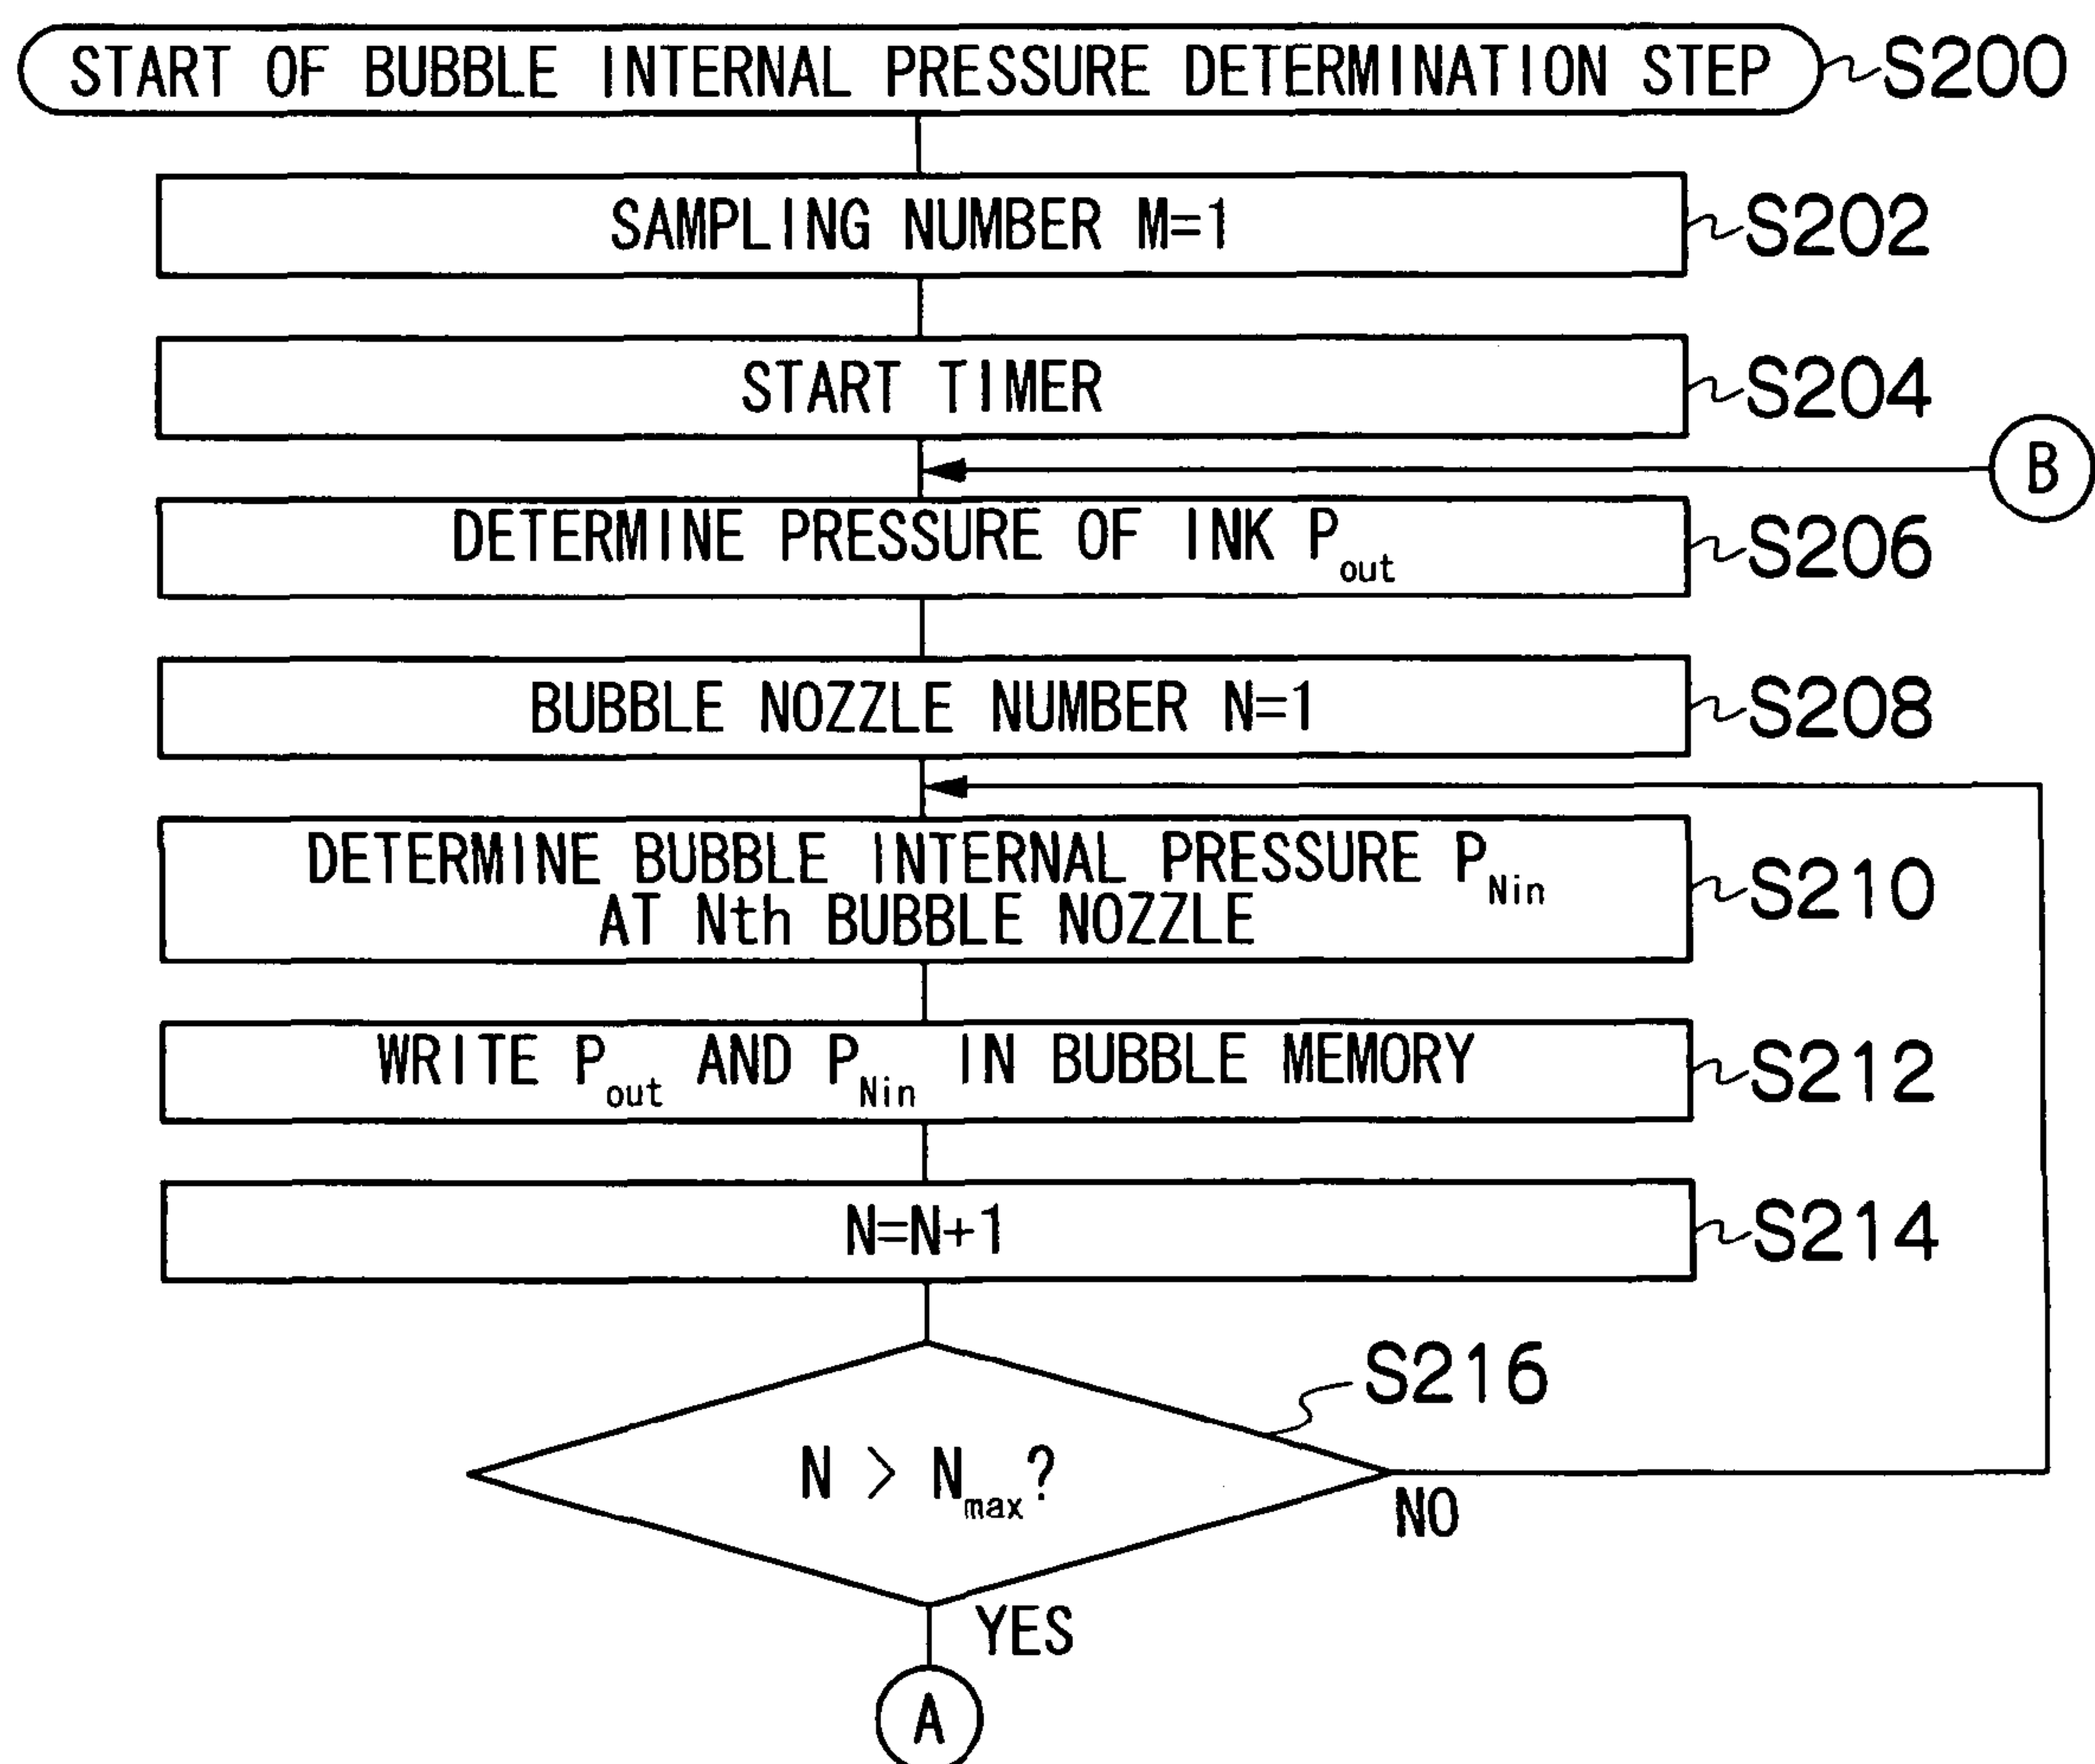 START OF BUBBLE INTERNAL PRESSURE DETERMINATION STEP S200
SAMPLING NUMBER M=1 S202
START TIMER S204
B
DETERMINE PRESSURE OF INK Pout S206
BUBBLE NOZZLE NUMBER N=1 S208
DETERMINE BUBBLE INTERNAL PRESSURE PNin
AT Nth BUBBLE NOZZLE S210
WRITE Pout AND PNin IN BUBBLE MEMORY S212
N=N+1 S214
S216
N > Nmax?
NO
YES
A